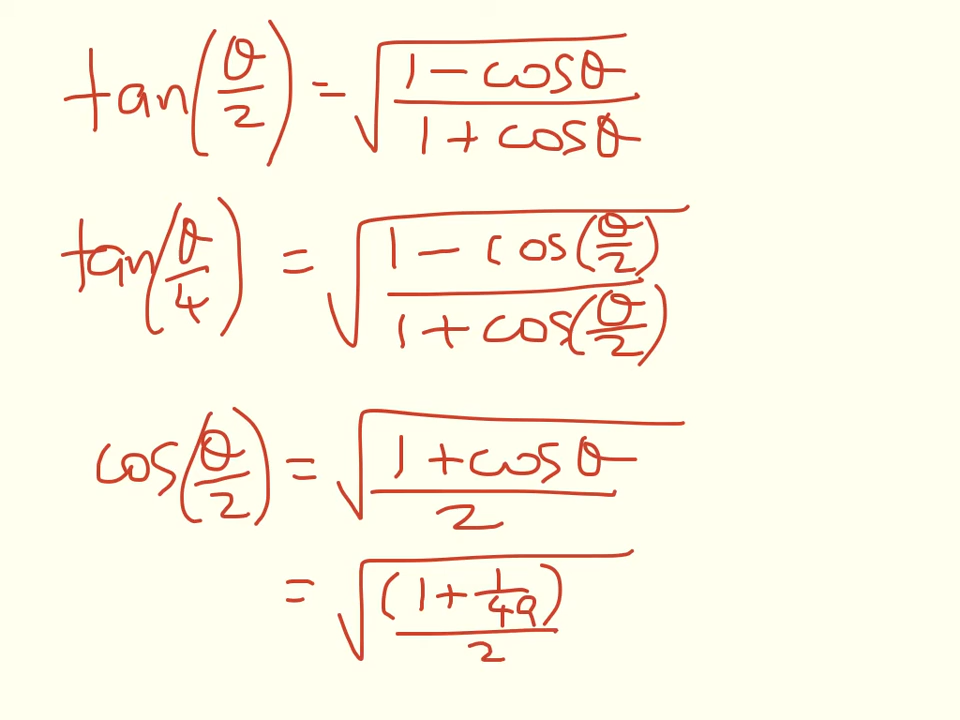 tan(θ/2) = √((1 - cosθ)/(1 + cosθ))
tan(θ/4) = √((1 - cos(θ/2))/(1 + cos(θ/2)))
cos(θ/2) = √((1 + cosθ)/2)
= √((1 + 1/49)/2)